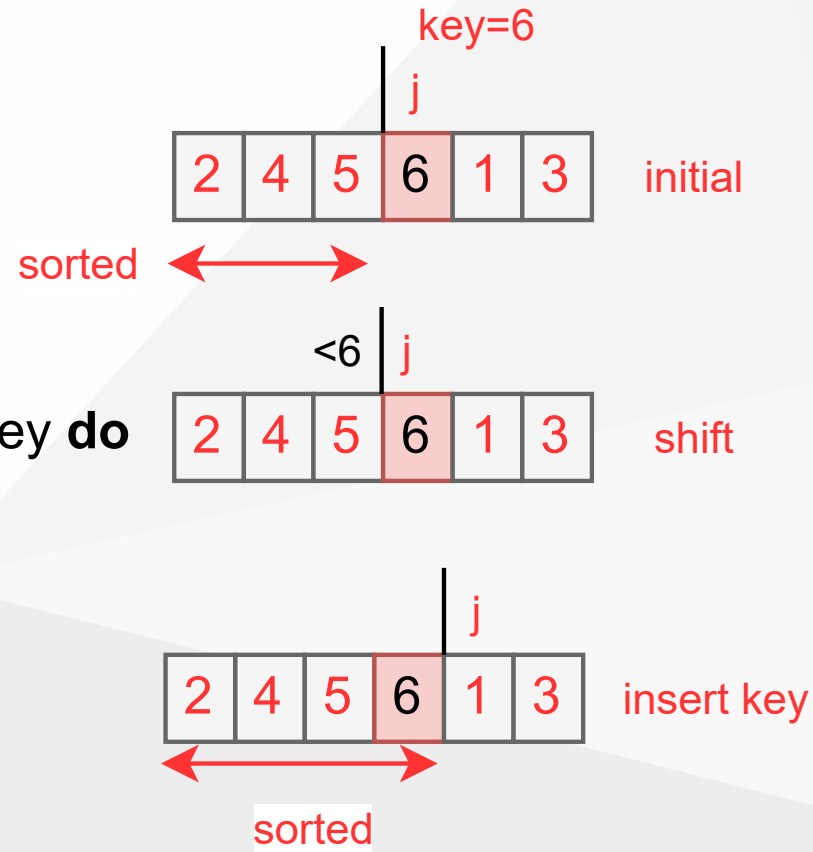 key=6
j
2 4 5 6 1 3 initial
sorted
<6 j
ey do 2 4 5 6 1 3 shift
j
2 4 5 6 1 3 insert key
sorted